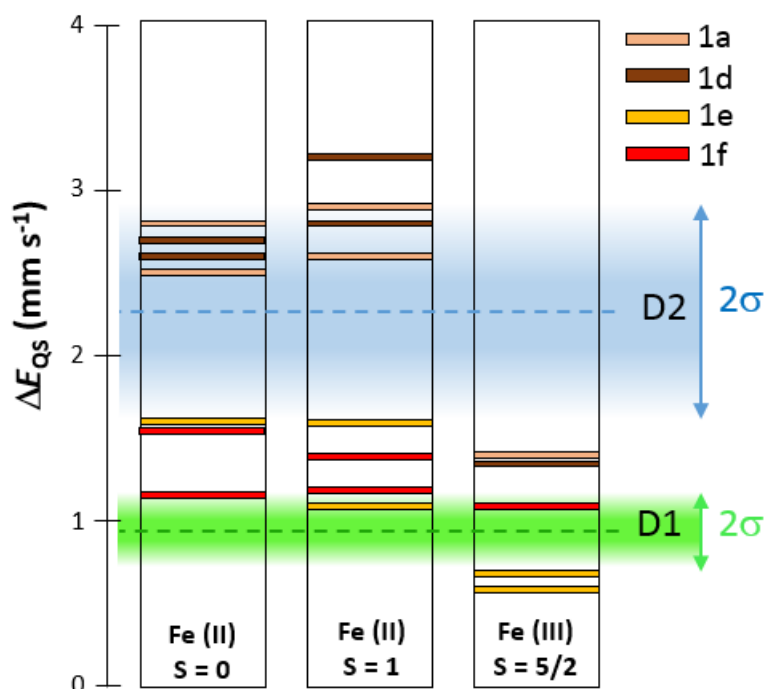 4
3
2
1
0
ΔE_QS (mm s⁻¹)
1a
1d
1e
1f
D2
2σ
D1
2σ
Fe (II)
S = 0
Fe (II)
S = 1
Fe (III)
S = 5/2